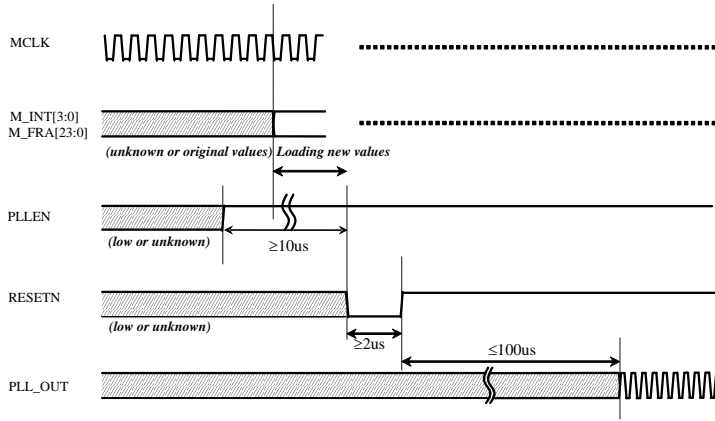 MCLK
M_INT[3:0]
M_FRA[23:0]
(unknown or original values) Loading new values
PLLEN
(low or unknown)
≥10us
RESETN
(low or unknown)
≥2us
≤100us
PLL_OUT